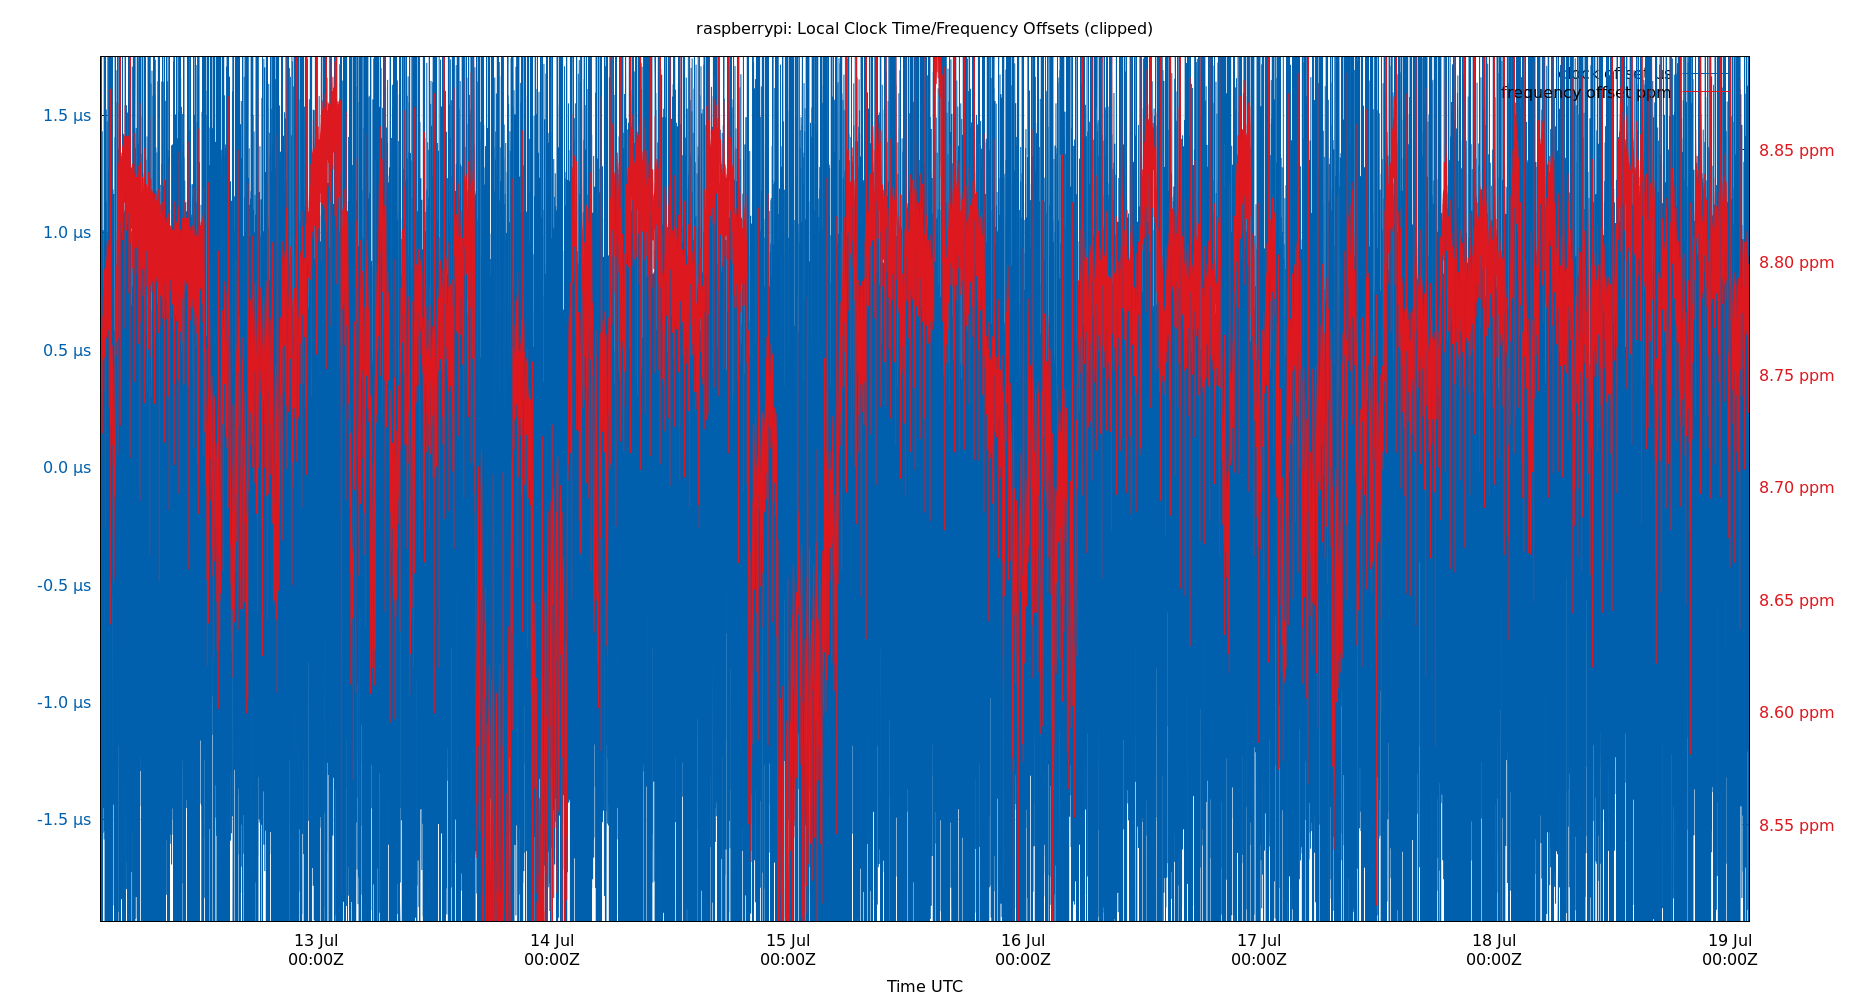 raspberrypi: Local Clock Time/Frequency Offsets (clipped)
clock offset µs
frequency offset ppm
1.5 µs
1.0 µs
0.5 µs
0.0 µs
-0.5 µs
-1.0 µs
-1.5 µs
8.85 ppm
8.80 ppm
8.75 ppm
8.70 ppm
8.65 ppm
8.60 ppm
8.55 ppm
13 Jul
00:00Z
14 Jul
00:00Z
15 Jul
00:00Z
16 Jul
00:00Z
17 Jul
00:00Z
18 Jul
00:00Z
19 Jul
00:00Z
Time UTC